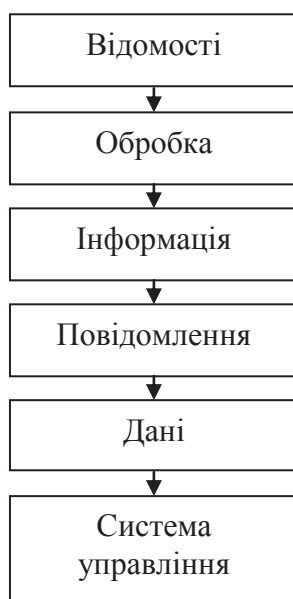 Відомості
Обробка
Інформація
Повідомлення
Дані
Система
управління